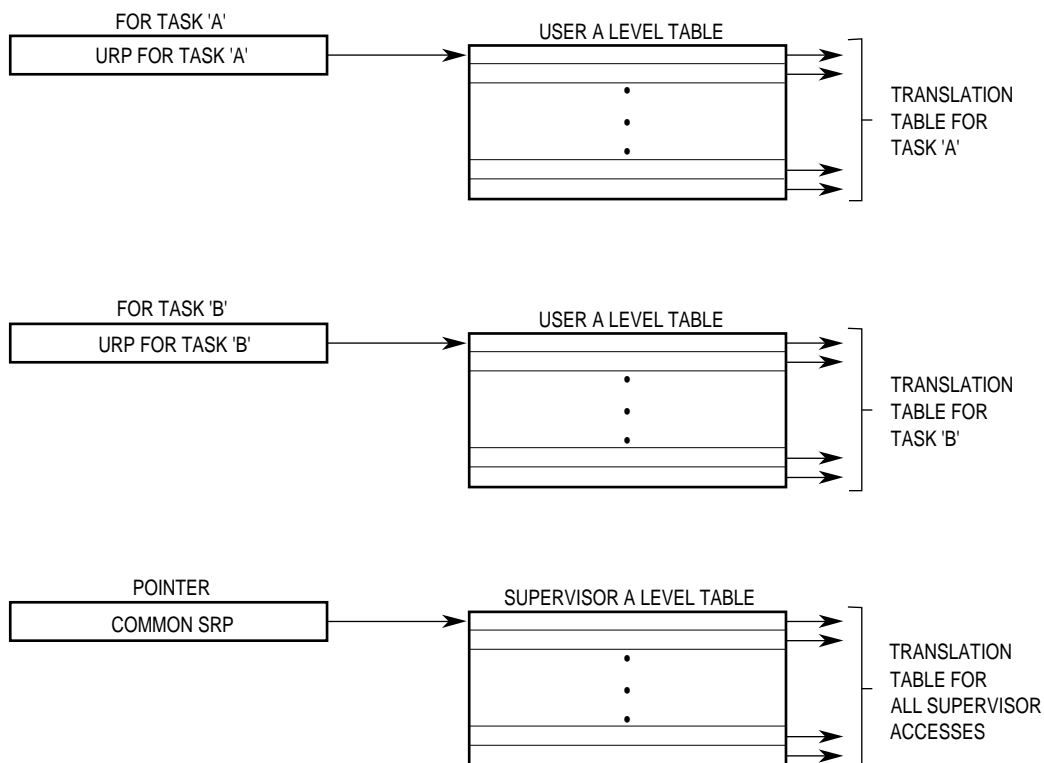 FOR TASK 'A'
URP FOR TASK 'A'
USER A LEVEL TABLE
TRANSLATION
TABLE FOR
TASK 'A'
FOR TASK 'B'
URP FOR TASK 'B'
USER A LEVEL TABLE
TRANSLATION
TABLE FOR
TASK 'B'
POINTER
COMMON SRP
SUPERVISOR A LEVEL TABLE
TRANSLATION
TABLE FOR
ALL SUPERVISOR
ACCESSES